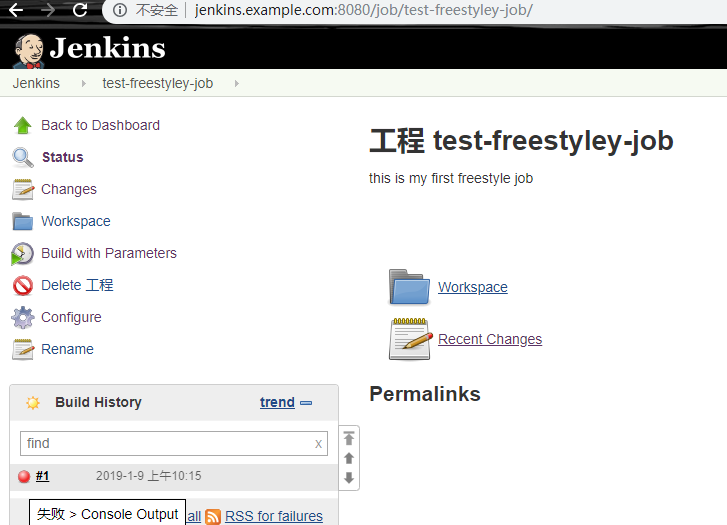 不安全 | jenkins.example.com:8080/job/test-freestyley-job/
Jenkins
Jenkins test-freestyley-job
Back to Dashboard
Status
Changes
Workspace
Build with Parameters
Delete 工程
Configure
Rename
Build History trend
find x
#1 2019-1-9 上午10:15
失败 > Console Output all RSS for failures
工程 test-freestyley-job
this is my first freestyle job
Workspace
Recent Changes
Permalinks